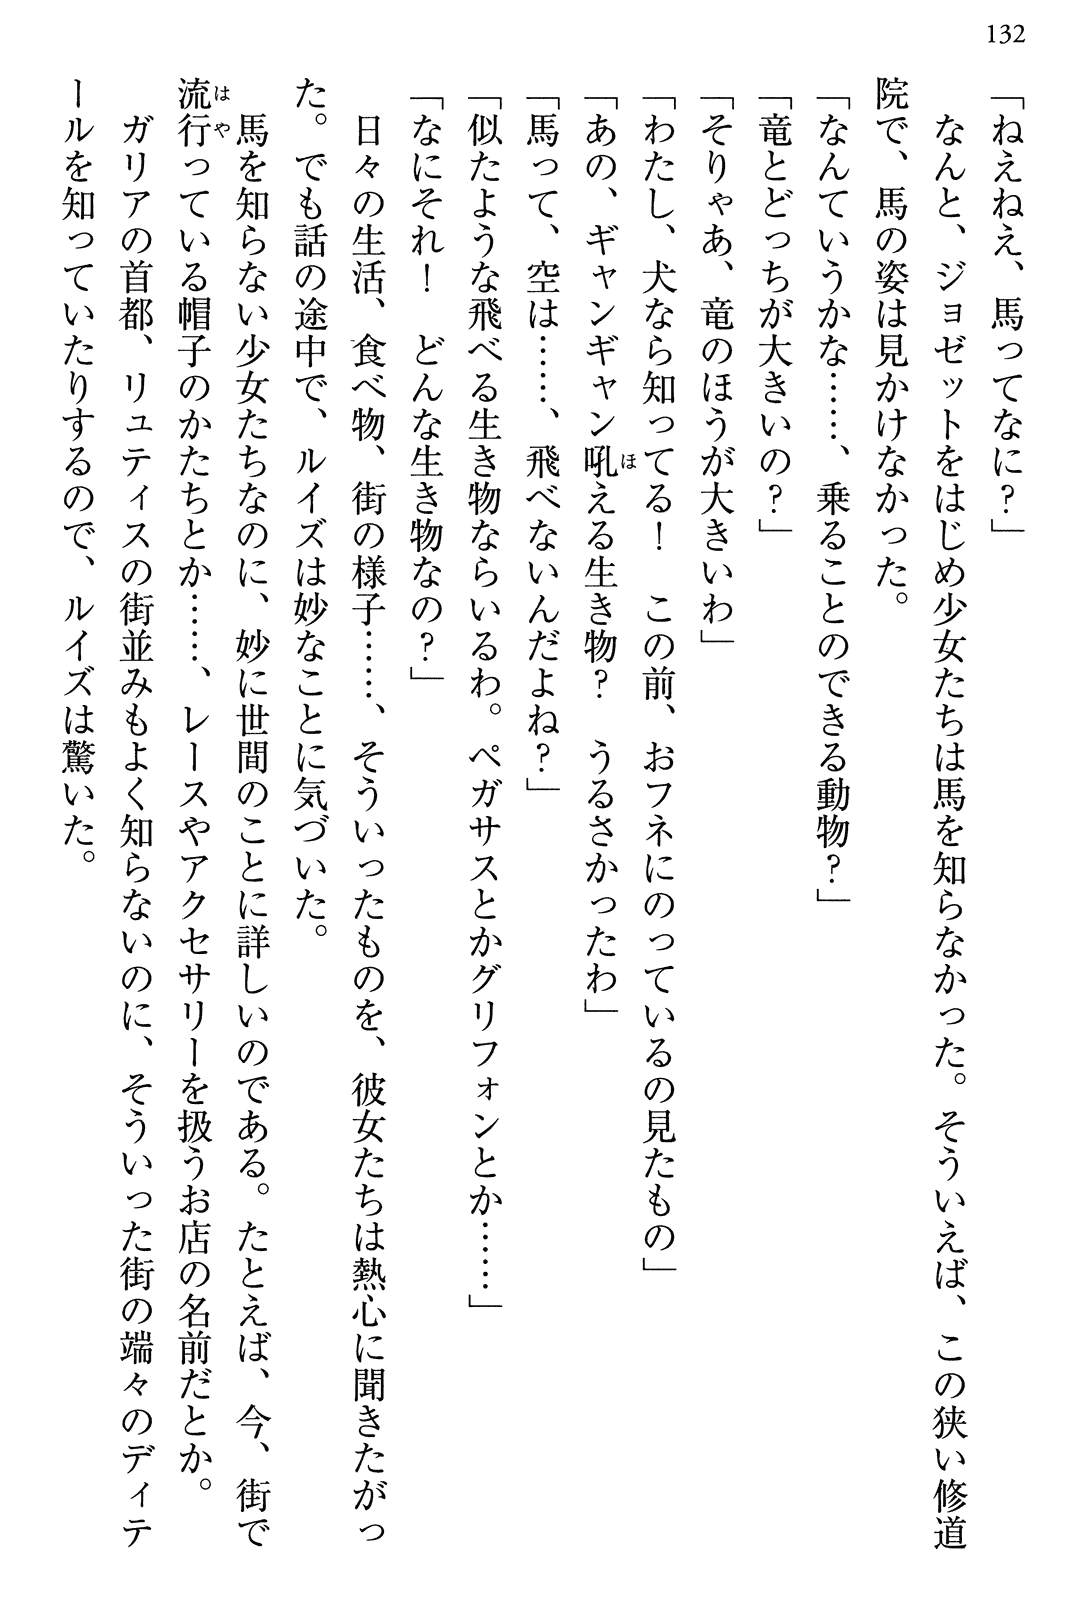 132
「ねえねえ、馬ってなに？」
　なんと、ジョゼットをはじめ少女たちは馬を知らなかった。そういえば、この狭い修道
院で、馬の姿は見かけなかった。
「なんていうかな……、乗ることのできる動物？」
「竜とどっちが大きいの？」
「そりゃあ、竜のほうが大きいわ」
「わたし、犬なら知ってる！　この前、おフネにのっているの見たもの」
「あの、ギャンギャン吼える生き物？　うるさかったわ」
「馬って、空は……、飛べないんだよね？」
「似たような飛べる生き物ならいるわ。ペガサスとかグリフォンとか……」
「なにそれ！　どんな生き物なの？」
　日々の生活、食べ物、街の様子……、そういったものを、彼女たちは熱心に聞きたがっ
た。でも話の途中で、ルイズは妙なことに気づいた。
　馬を知らない少女たちなのに、妙に世間のことに詳しいのである。たとえば、今、街で
流行っている帽子のかたちとか……、レースやアクセサリーを扱うお店の名前だとか。
　ガリアの首都、リュティスの街並みもよく知らないのに、そういった街の端々のディテ
ールを知っていたりするので、ルイズは驚いた。